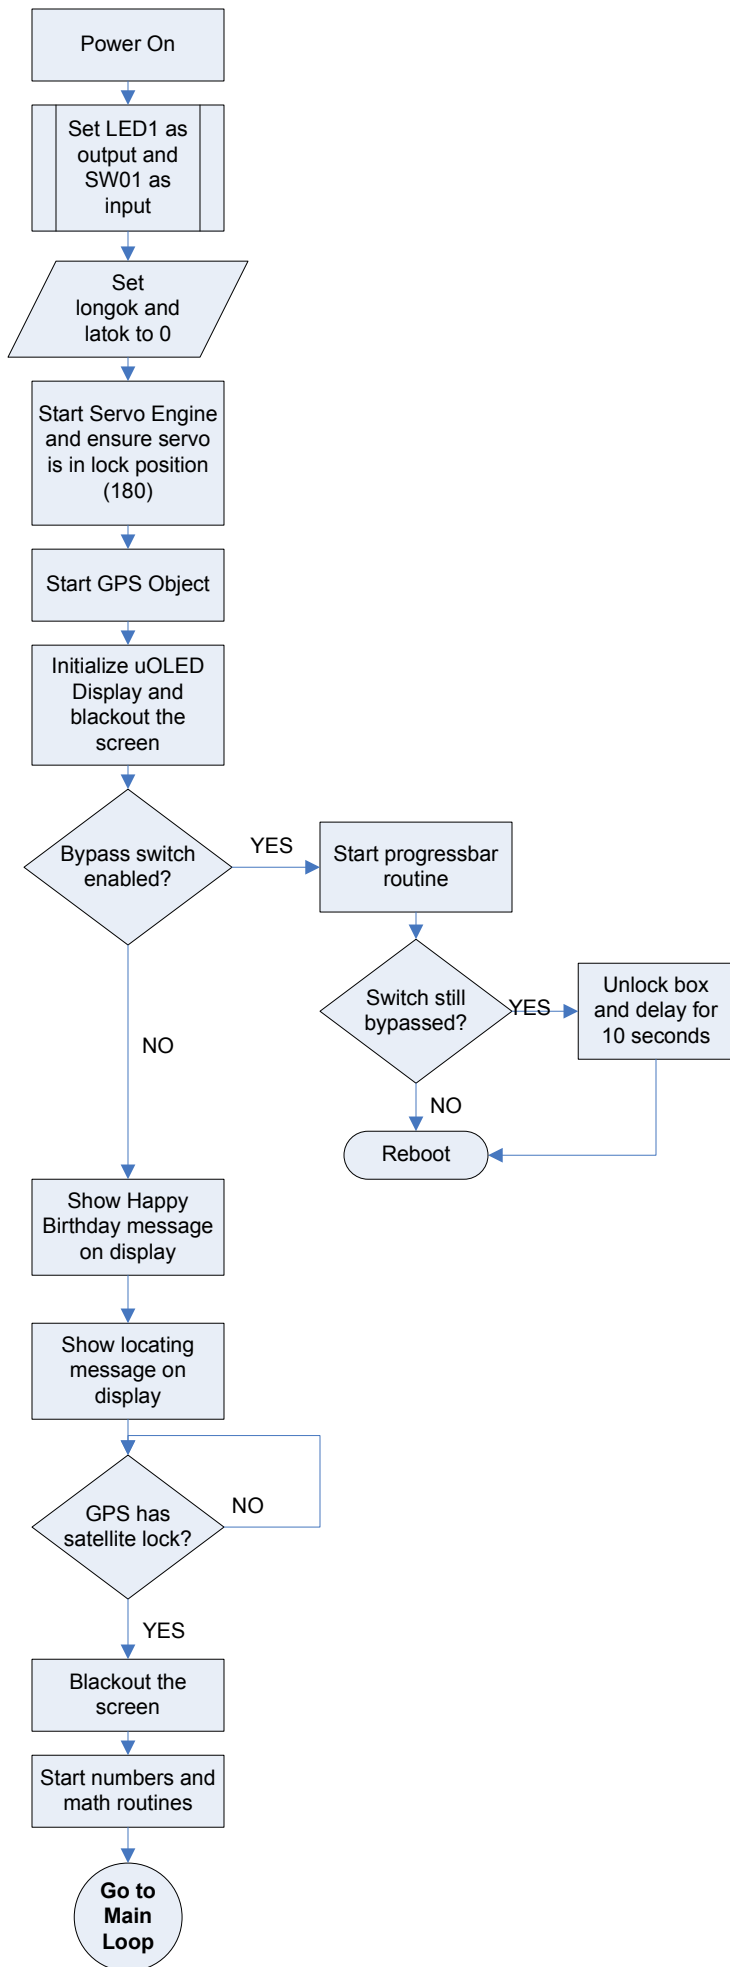 Power On
Set LED1 as
output and
SW01 as
input
Set
longok and
latok to 0
Start Servo Engine
and ensure servo
is in lock position
(180)
Start GPS Object
Initialize uOLED
Display and
blackout the
screen
Bypass switch
enabled?
YES
Start progressbar
routine
Switch still
bypassed?
YES
Unlock box
and delay for
10 seconds
NO
Reboot
NO
Show Happy
Birthday message
on display
Show locating
message on
display
GPS has
satellite lock?
NO
YES
Blackout the
screen
Start numbers and
math routines
Go to
Main
Loop